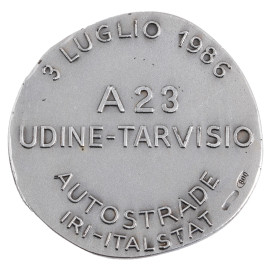 3 LUGLIO 1986
A 23
UDINE-TARVISIO
AUTOSTRADE
IRI-ITALSTAT